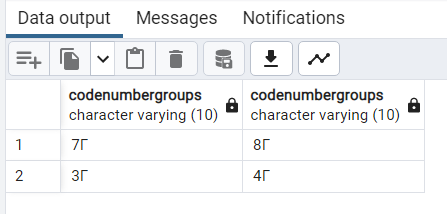 Data output Messages Notifications
codenumbergroups codenumbergroups
character varying (10) character varying (10)
1 7Г 8Г
2 3Г 4Г